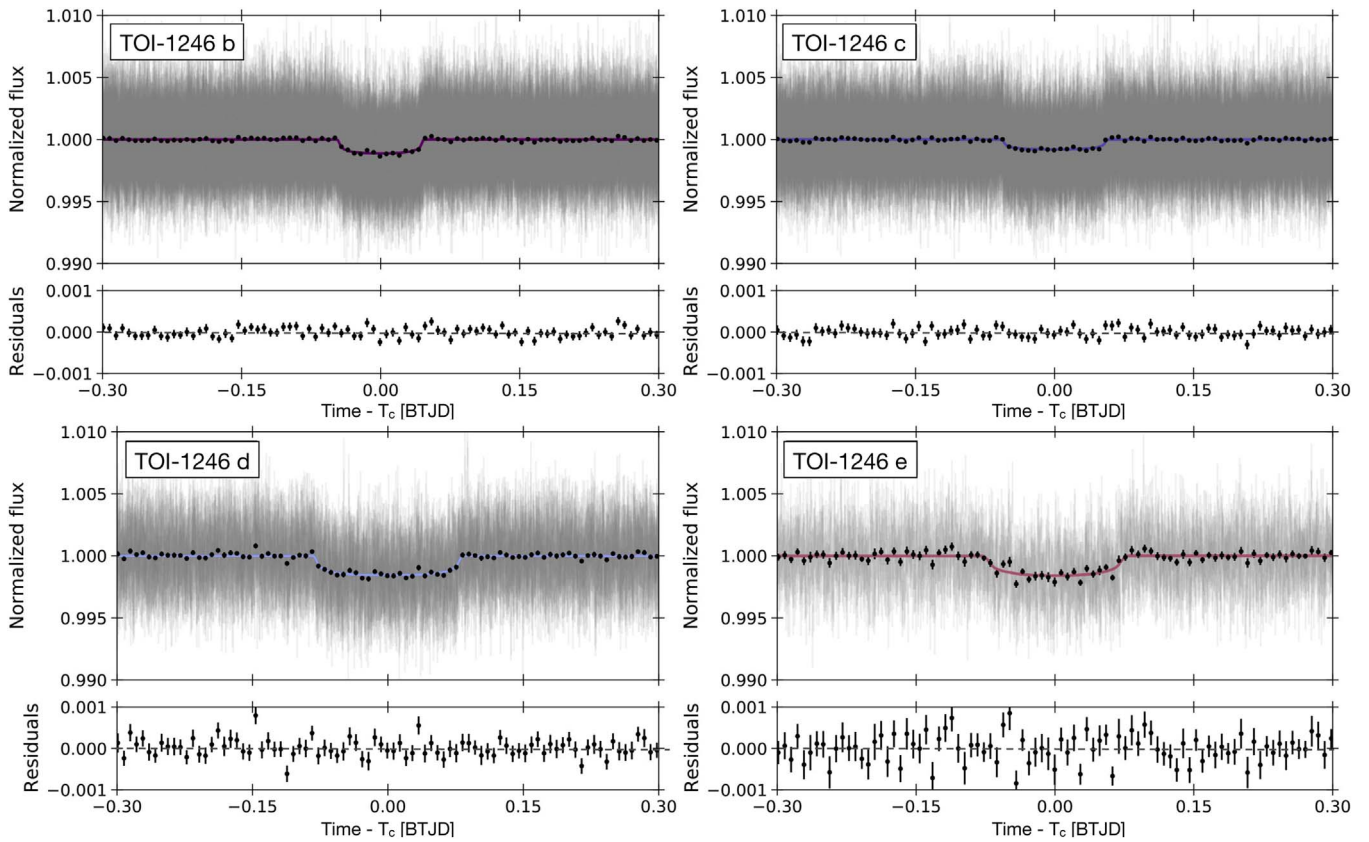 TOI-1246 b
Normalized flux
1.010
1.005
1.000
0.995
0.990
Residuals
0.001
0.000
−0.001
−0.30 −0.15 0.00 0.15 0.30
Time - Tc [BTJD]
TOI-1246 c
Normalized flux
1.010
1.005
1.000
0.995
0.990
Residuals
0.001
0.000
−0.001
−0.30 −0.15 0.00 0.15 0.30
Time - Tc [BTJD]
TOI-1246 d
Normalized flux
1.010
1.005
1.000
0.995
0.990
Residuals
0.001
0.000
−0.001
−0.30 −0.15 0.00 0.15 0.30
Time - Tc [BTJD]
TOI-1246 e
Normalized flux
1.010
1.005
1.000
0.995
0.990
Residuals
0.001
0.000
−0.001
−0.30 −0.15 0.00 0.15 0.30
Time - Tc [BTJD]